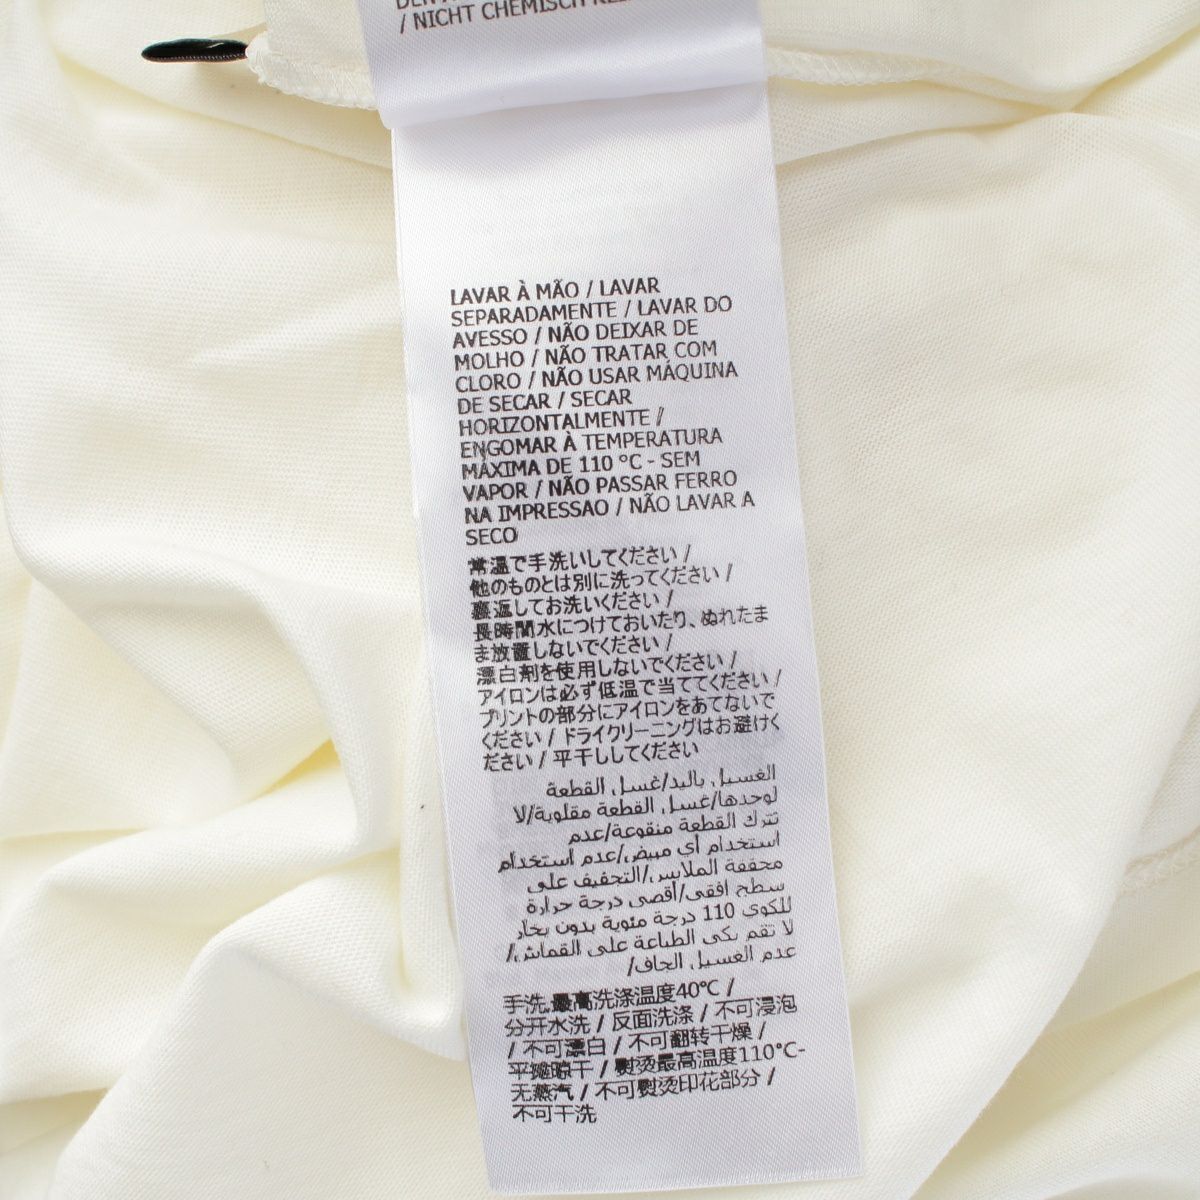 / NICHT CHEMISCH
LAVAR À MÃO / LAVAR
SEPARADAMENTE / LAVAR DO
AVESSO / NÃO DEIXAR DE
MOLHO / NÃO TRATAR COM
CLORO / NÃO USAR MÁQUINA
DE SECAR / SECAR
HORIZONTALMENTE /
ENGOMAR À TEMPERATURA
MÁXIMA DE 110 °C - SEM
VAPOR / NÃO PASSAR FERRO
NA IMPRESSAO / NÃO LAVAR A
SECO
常温で手洗いしてください /
他のものとは別に洗ってください /
裏返してお洗いください /
長時間水につけておいたり、ぬれたま
ま放置しないでください /
漂白剤を使用しないでください /
アイロンは必ず低温で当ててください /
プリントの部分にアイロンをあてないで
ください / ドライクリーニングはお避けく
ださい / 平干ししてください
الغسيل باليد/غسل القطعة
لوحدها/غسل القطعة مقلوبة/لا
تترك القطعة منقوعة/عدم
استخدام أي مبيض/عدم استخدام
مجففة الملابس/التجفيف على
سطح افقي/أقصى درجة حرارة
للكوي 110 درجة مئوية بدون بخار
لا تقم بكي الطباعة على القماش/
عدم الغسيل الجاف/
手洗,最高洗涤温度40℃ /
分开水洗 / 反面洗涤 / 不可浸泡
/ 不可漂白 / 不可翻转干燥 /
平摊晾干 / 熨烫最高温度110℃-
无蒸汽 / 不可熨烫印花部分 /
不可干洗